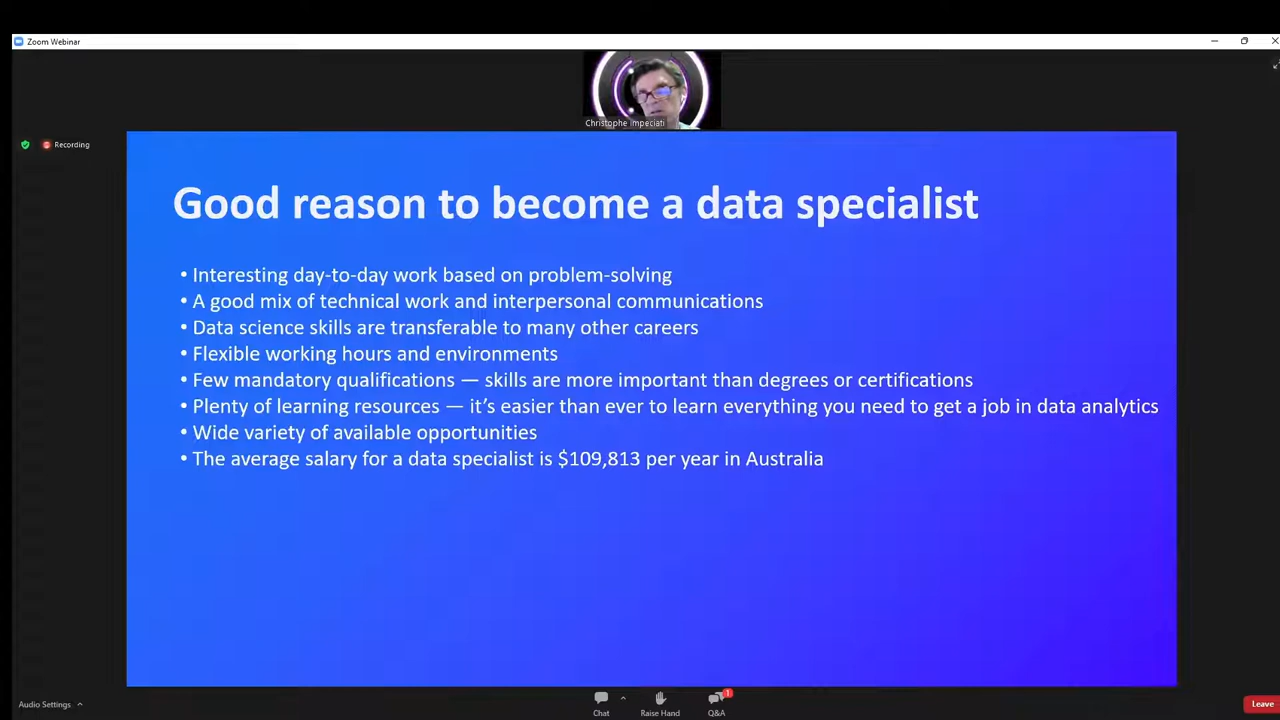 Zoom Webinar
Christophe Impeciati
Recording
Good reason to become a data specialist
• Interesting day-to-day work based on problem-solving
• A good mix of technical work and interpersonal communications
• Data science skills are transferable to many other careers
• Flexible working hours and environments
• Few mandatory qualifications — skills are more important than degrees or certifications
• Plenty of learning resources — it’s easier than ever to learn everything you need to get a job in data analytics
• Wide variety of available opportunities
• The average salary for a data specialist is $109,813 per year in Australia
Audio Settings
Chat
Raise Hand
1
Q&A
Leave